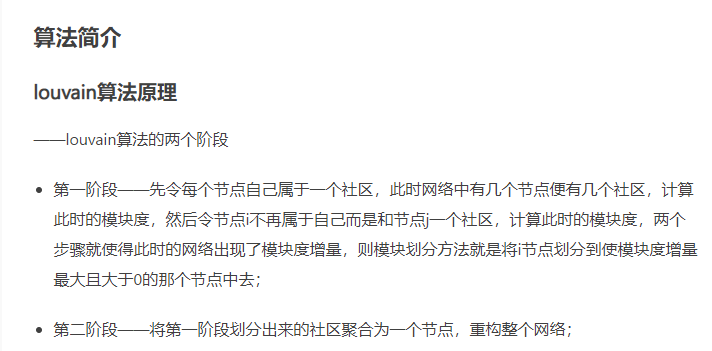 算法简介
louvain算法原理
——louvain算法的两个阶段
第一阶段——先令每个节点自己属于一个社区，此时网络中有几个节点便有几个社区，计算
此时的模块度，然后令节点i不再属于自己而是和节点j一个社区，计算此时的模块度，两个
步骤就使得此时的网络出现了模块度增量，则模块划分方法就是将i节点划分到使模块度增量
最大且大于0的那个节点中去；
第二阶段——将第一阶段划分出来的社区聚合为一个节点，重构整个网络；